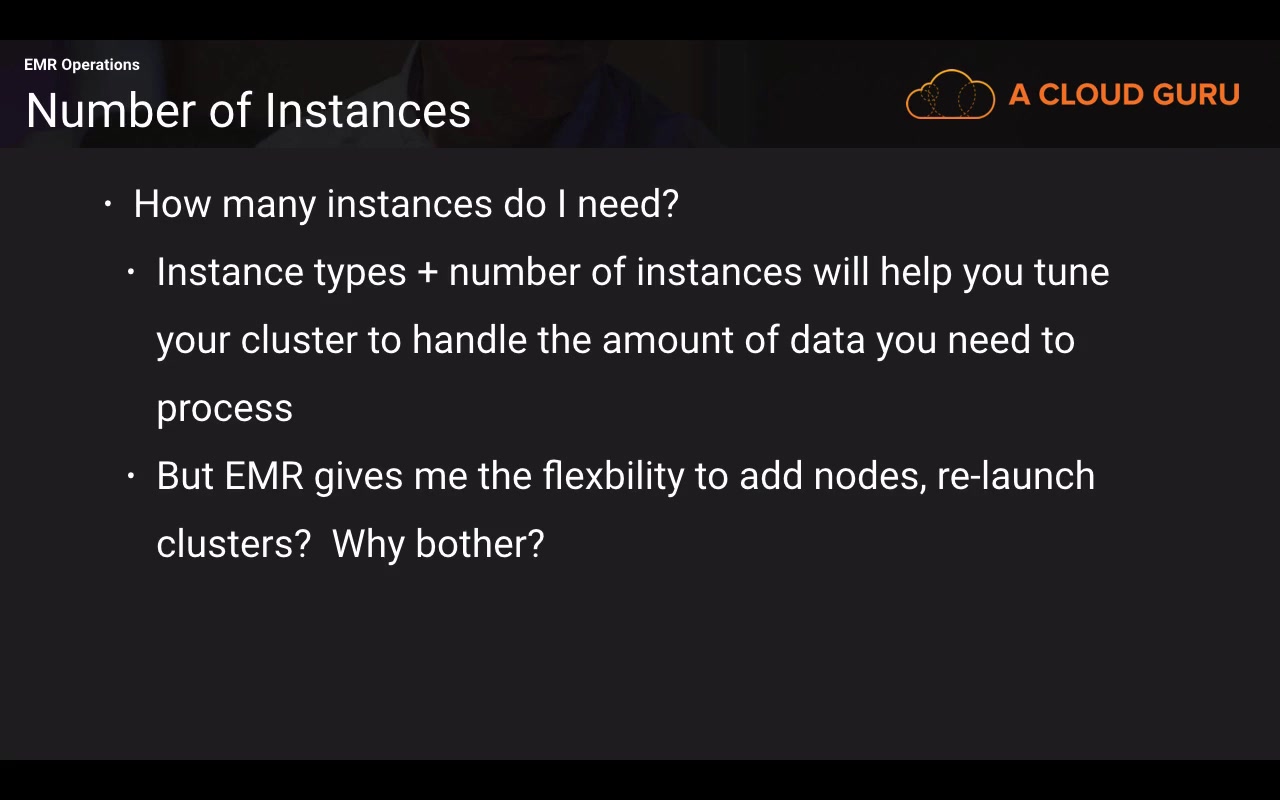 EMR Operations
Number of Instances
A CLOUD GURU
• How many instances do I need?
• Instance types + number of instances will help you tune
your cluster to handle the amount of data you need to
process
• But EMR gives me the flexbility to add nodes, re-launch
clusters?  Why bother?